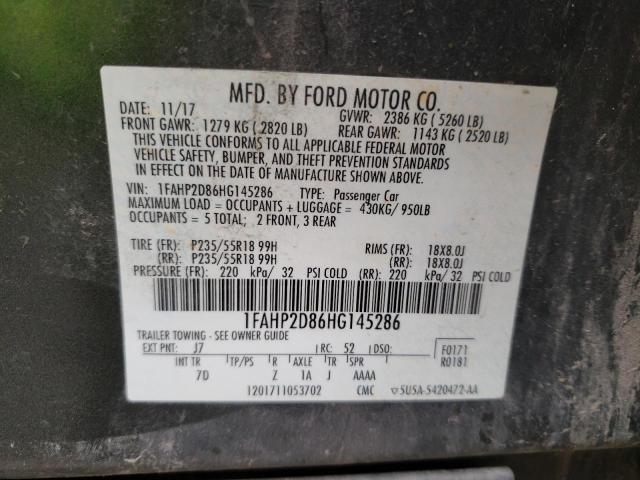 MFD. BY FORD MOTOR CO.
DATE: 11/17 GVWR: 2386 KG ( 5260 LB)
FRONT GAWR: 1279 KG ( 2820 LB) REAR GAWR: 1143 KG ( 2520 LB)
THIS VEHICLE CONFORMS TO ALL APPLICABLE FEDERAL MOTOR
VEHICLE SAFETY, BUMPER, AND THEFT PREVENTION STANDARDS
IN EFFECT ON THE DATE OF MANUFACTURE SHOWN ABOVE.
VIN: 1FAHP2D86HG145286 TYPE: Passenger Car
MAXIMUM LOAD = OCCUPANTS + LUGGAGE = 430KG/ 950LB
OCCUPANTS = 5 TOTAL; 2 FRONT, 3 REAR
TIRE (FR): P235/55R18 99H RIMS (FR): 18X8.0J
(RR): P235/55R18 99H (RR): 18X8.0J
PRESSURE (FR): 220 kPa/ 32 PSI COLD (RR): 220 kPa/ 32 PSI COLD
1FAHP2D86HG145286
TRAILER TOWING - SEE OWNER GUIDE
EXT PNT: J7 RC: 52 DSO: F0171
INT TR TP/PS R AXLE TR SPR R0181
7D Z 1A J AAAA
1201711053702 CMC 5U5A-5420472-AA